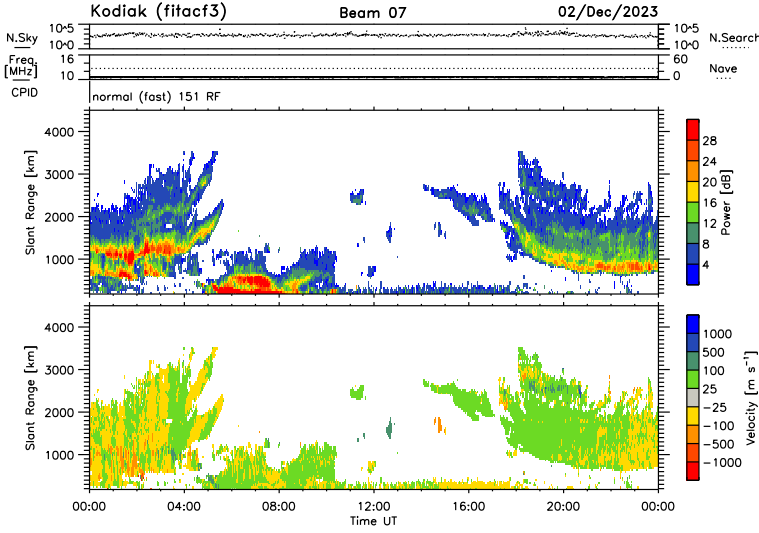 Kodiak (fitacf3) Beam 07 02/Dec/2023
N.Sky 10^5 10^0 10^5 10^0 N.Search
Freq. [MHz] 16 10 60 0 Nave
CPID normal (fast) 151 RF
4000
3000
2000
1000
Slant Range [km]
28
24
20
16
12
8
4
Power [dB]
4000
3000
2000
1000
Slant Range [km]
1000
500
100
25
−25
−100
−500
−1000
Velocity [m s⁻¹]
00:00 04:00 08:00 12:00 16:00 20:00 00:00
Time UT